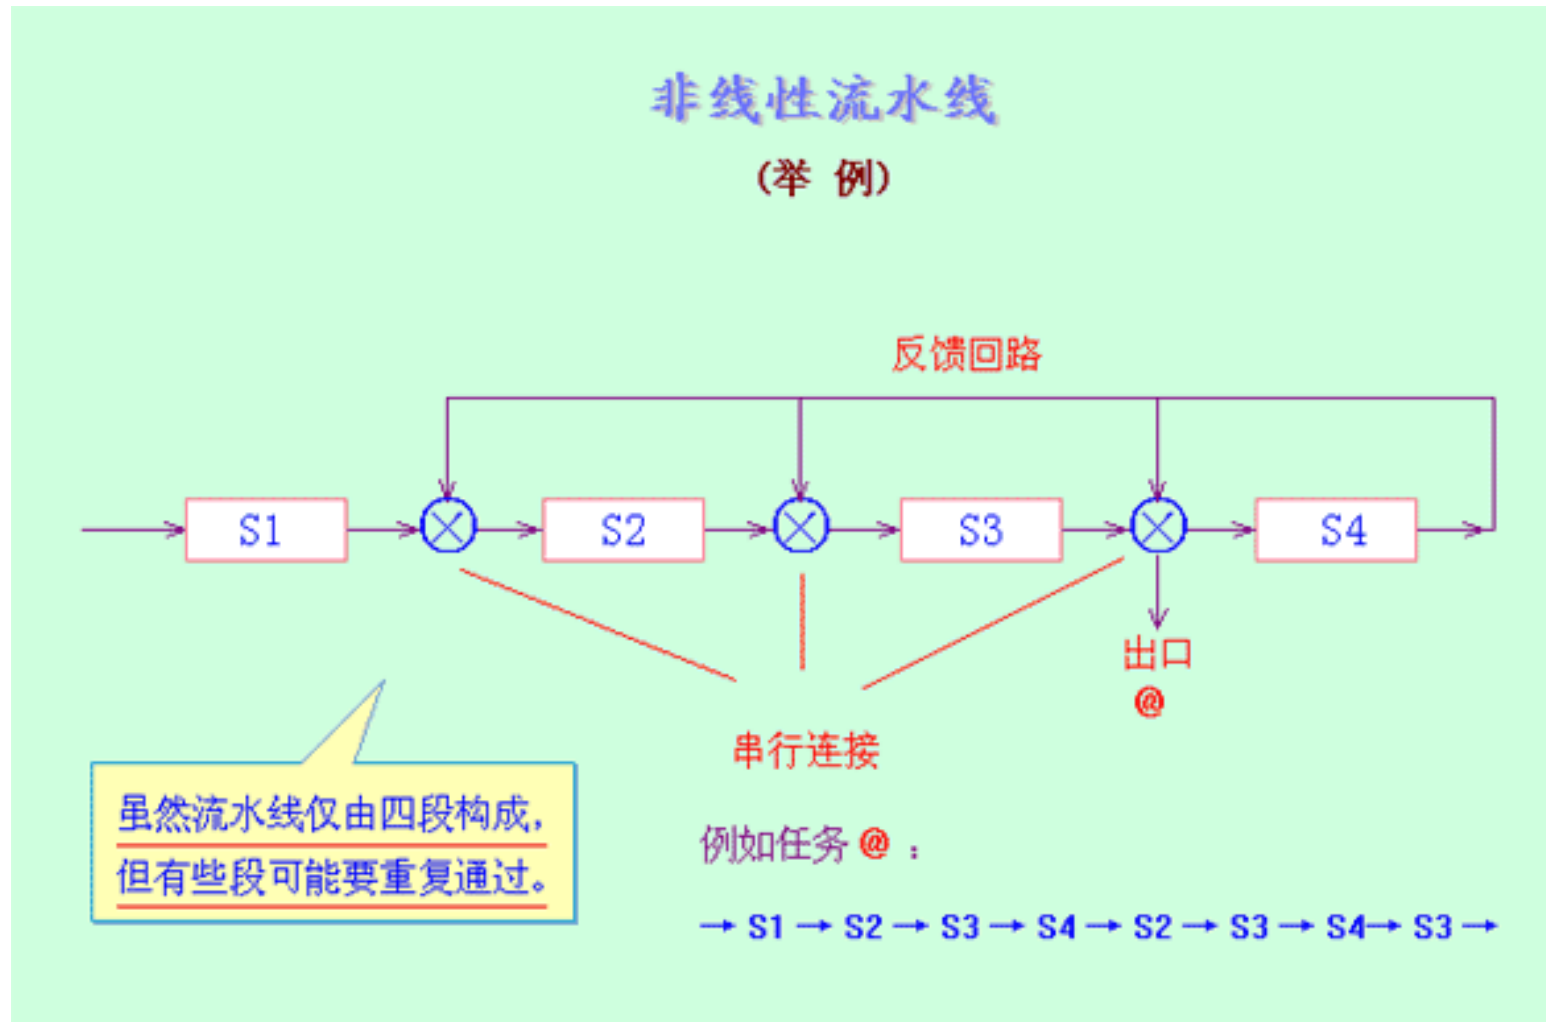 非线性流水线
(举 例)
反馈回路
S1
S2
S3
S4
出口
@
串行连接
虽然流水线仅由四段构成,
但有些段可能要重复通过。
例如任务 @ :
→ S1 → S2 → S3 → S4 → S2 → S3 → S4→ S3 →